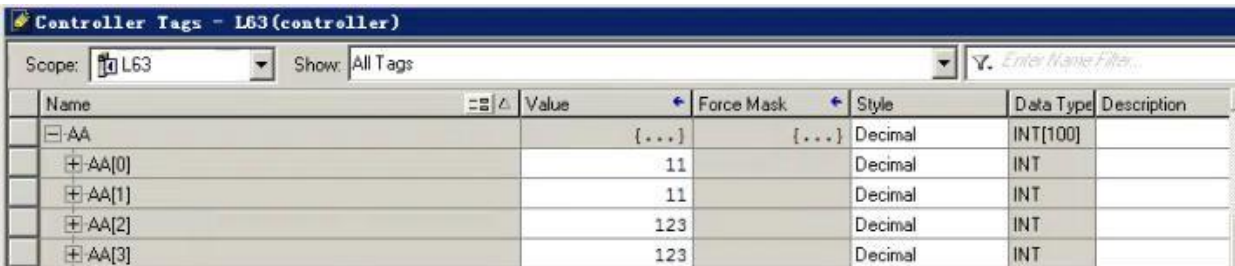 Controller Tags - L63(controller)
Scope: L63 Show: All Tags Enter Name Filter...
Name Value Force Mask Style Data Type Description
AA {...} {...} Decimal INT[100]
AA[0] 11 Decimal INT
AA[1] 11 Decimal INT
AA[2] 123 Decimal INT
AA[3] 123 Decimal INT